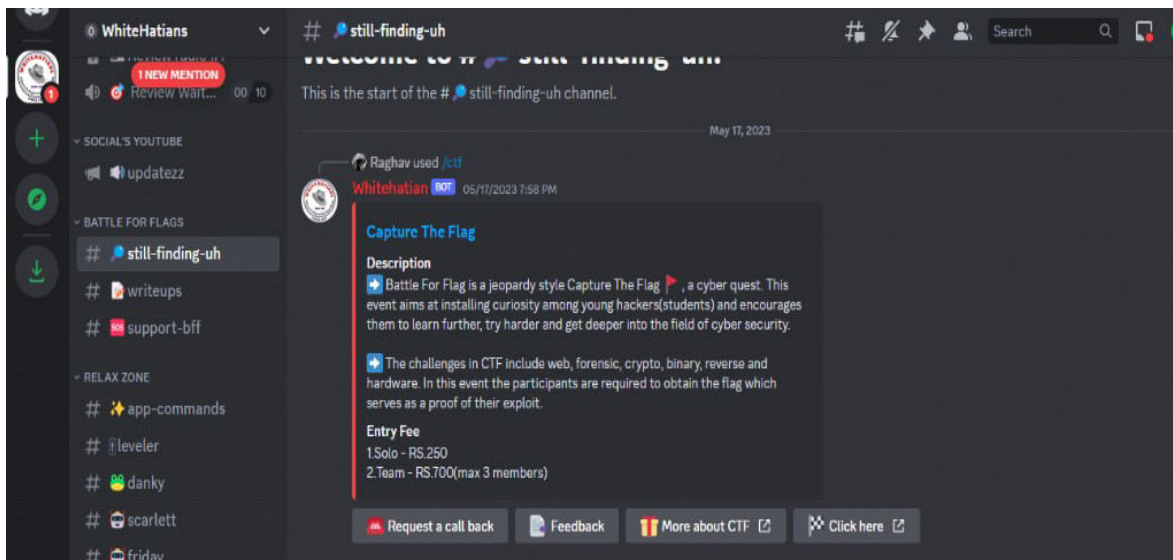 WhiteHatians
1 NEW MENTION
Review Wait... 00 10
SOCIAL'S YOUTUBE
updatezz
BATTLE FOR FLAGS
# still-finding-uh
# writeups
# support-bff
RELAX ZONE
# app-commands
# leveler
# danky
# scarlett
# friday
# still-finding-uh
Search
Welcome to # still-finding-uh!
This is the start of the # still-finding-uh channel.
May 17, 2023
Raghav used /ctf
Whitehatian BOT 05/17/2023 7:58 PM
Capture The Flag
Description
Battle For Flag is a jeopardy style Capture The Flag , a cyber quest. This
event aims at installing curiosity among young hackers(students) and encourages
them to learn further, try harder and get deeper into the field of cyber security.
The challenges in CTF include web, forensic, crypto, binary, reverse and
hardware. In this event the participants are required to obtain the flag which
serves as a proof of their exploit.
Entry Fee
1.Solo - RS.250
2.Team - RS.700(max 3 members)
Request a call back
Feedback
More about CTF
Click here